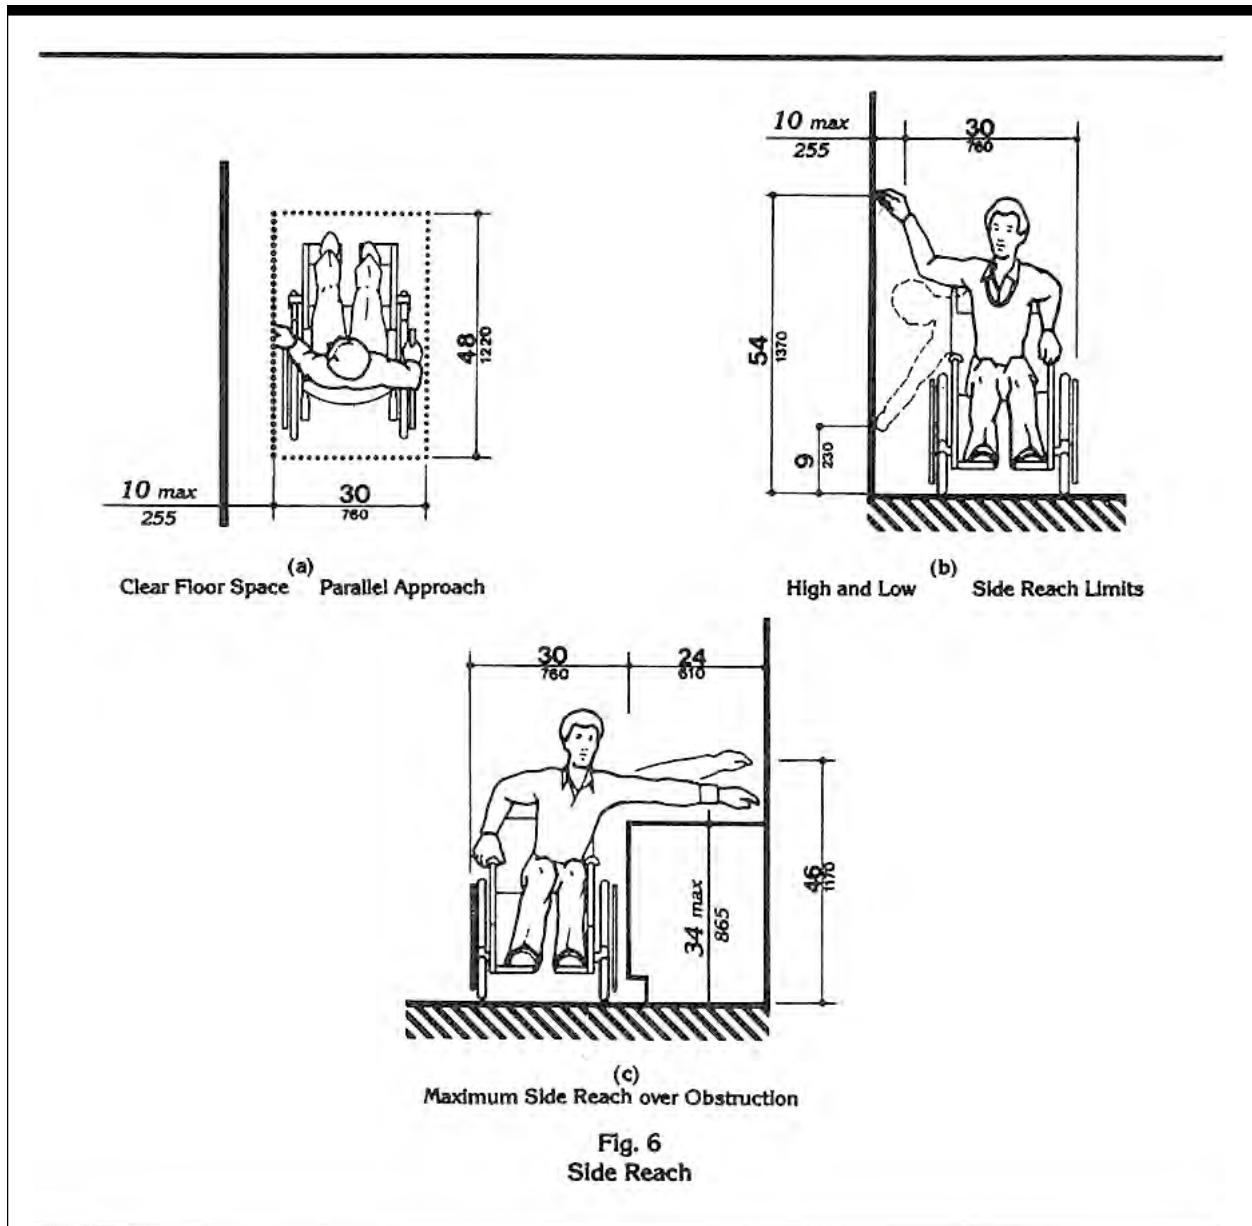 10 max
255
30
760
48
1220
(a)
Clear Floor Space Parallel Approach
10 max
255
30
760
54
1370
9
230
(b)
High and Low Side Reach Limits
30
760
24
610
34 max
865
46
1170
(c)
Maximum Side Reach over Obstruction
Fig. 6
Side Reach